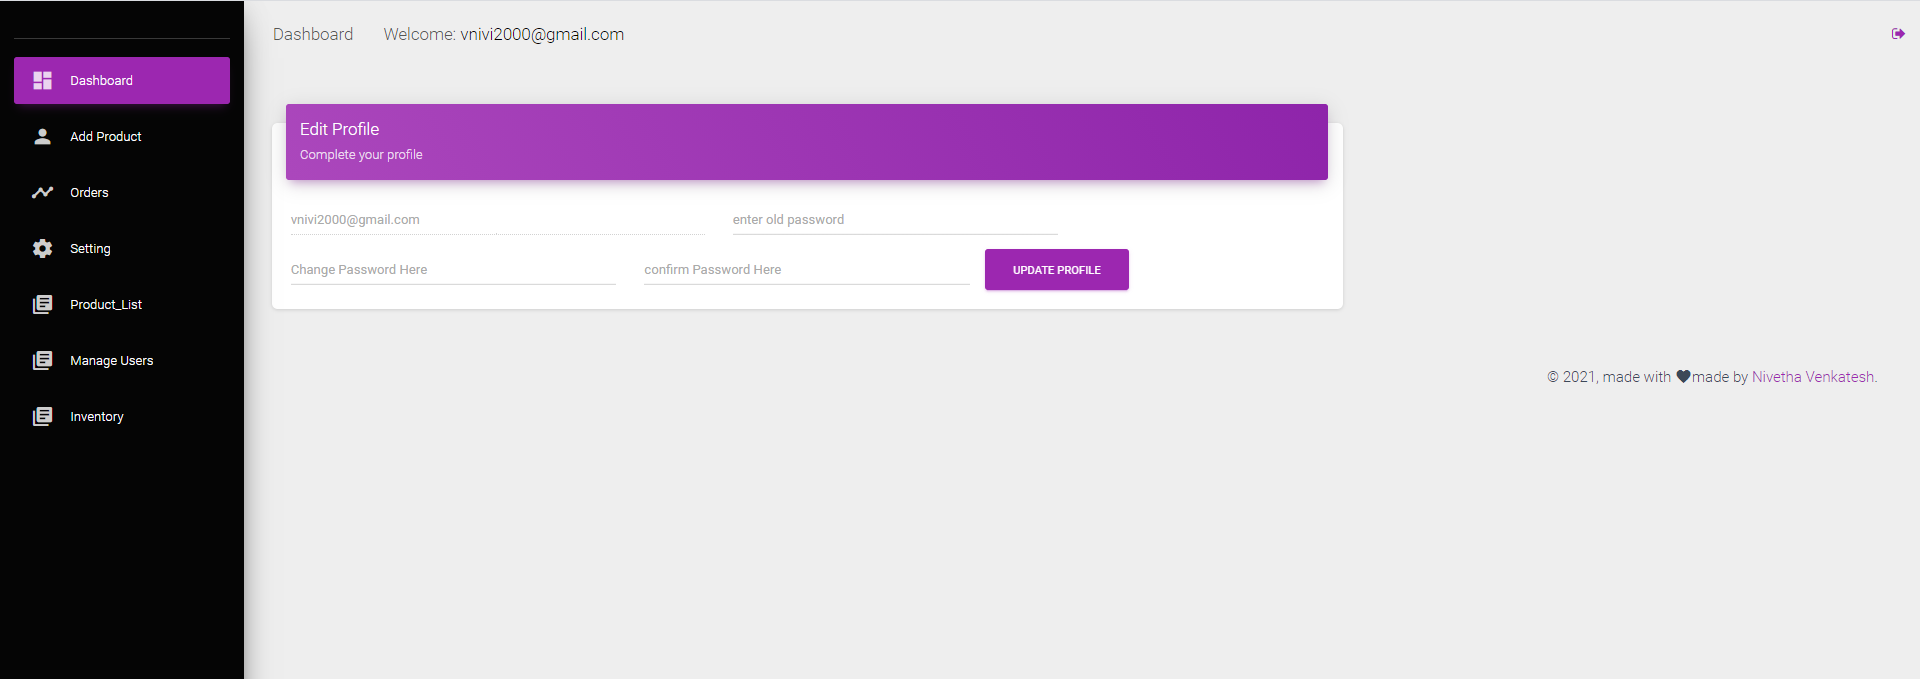 Dashboard Welcome: vnivi2000@gmail.com
Dashboard
Add Product
Orders
Setting
Product_List
Manage Users
Inventory
Edit Profile
Complete your profile
vnivi2000@gmail.com enter old password
Change Password Here confirm Password Here UPDATE PROFILE
© 2021, made with made by Nivetha Venkatesh.